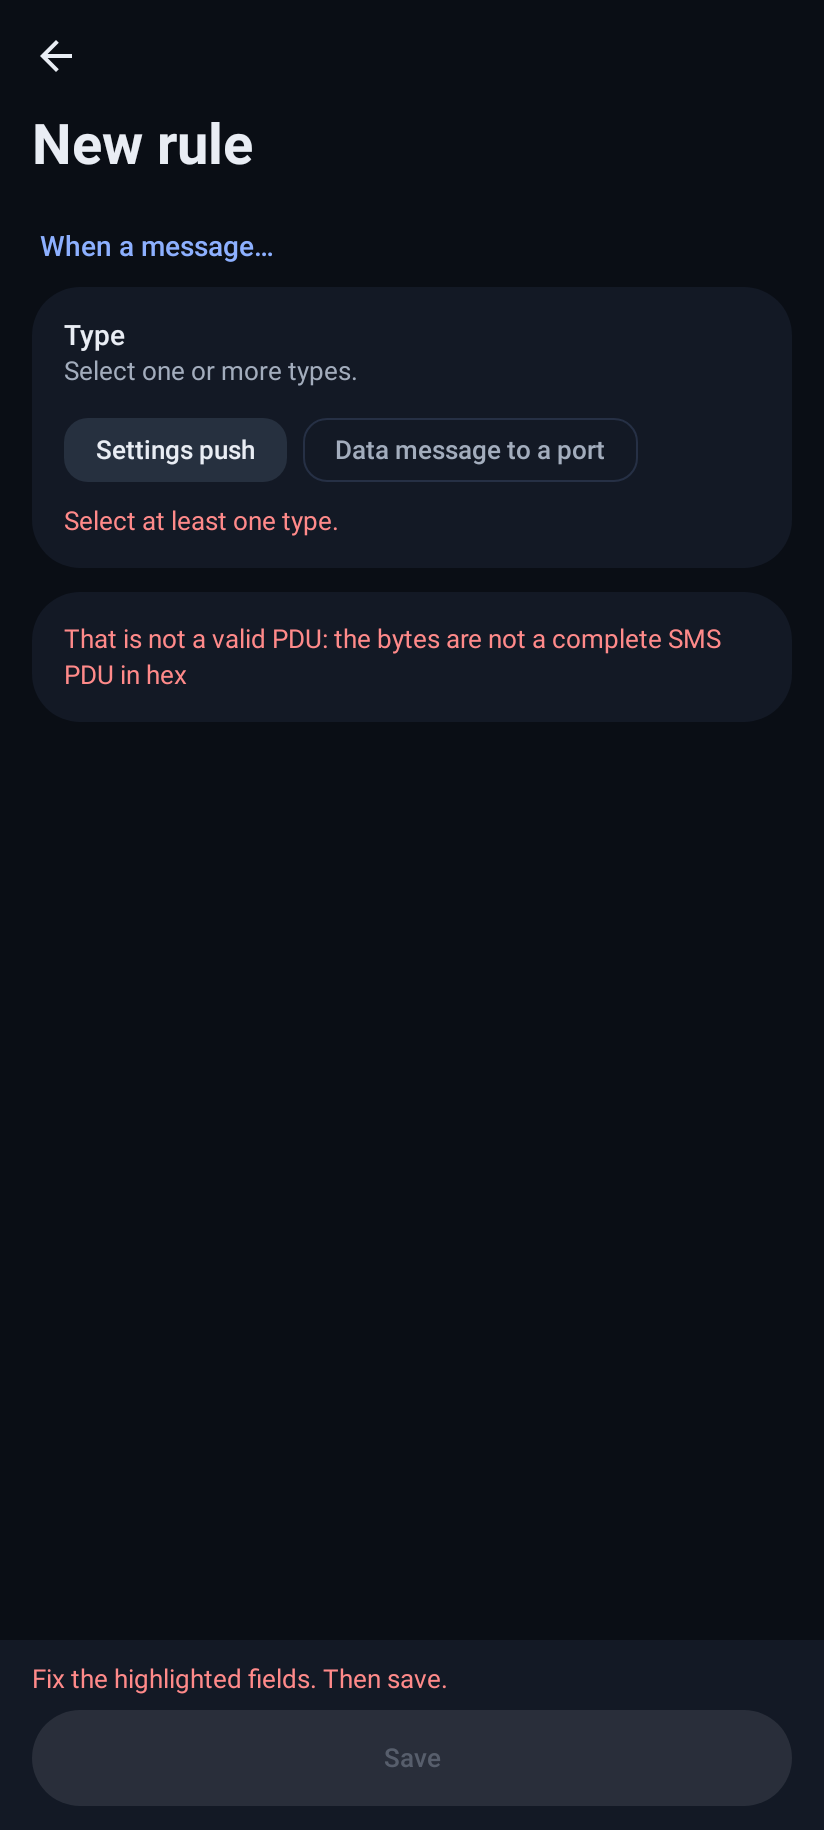 New rule
When a message…
Type
Select one or more types.
Settings push
Data message to a port
Select at least one type.
That is not a valid PDU: the bytes are not a complete SMS
PDU in hex
Fix the highlighted fields. Then save.
Save